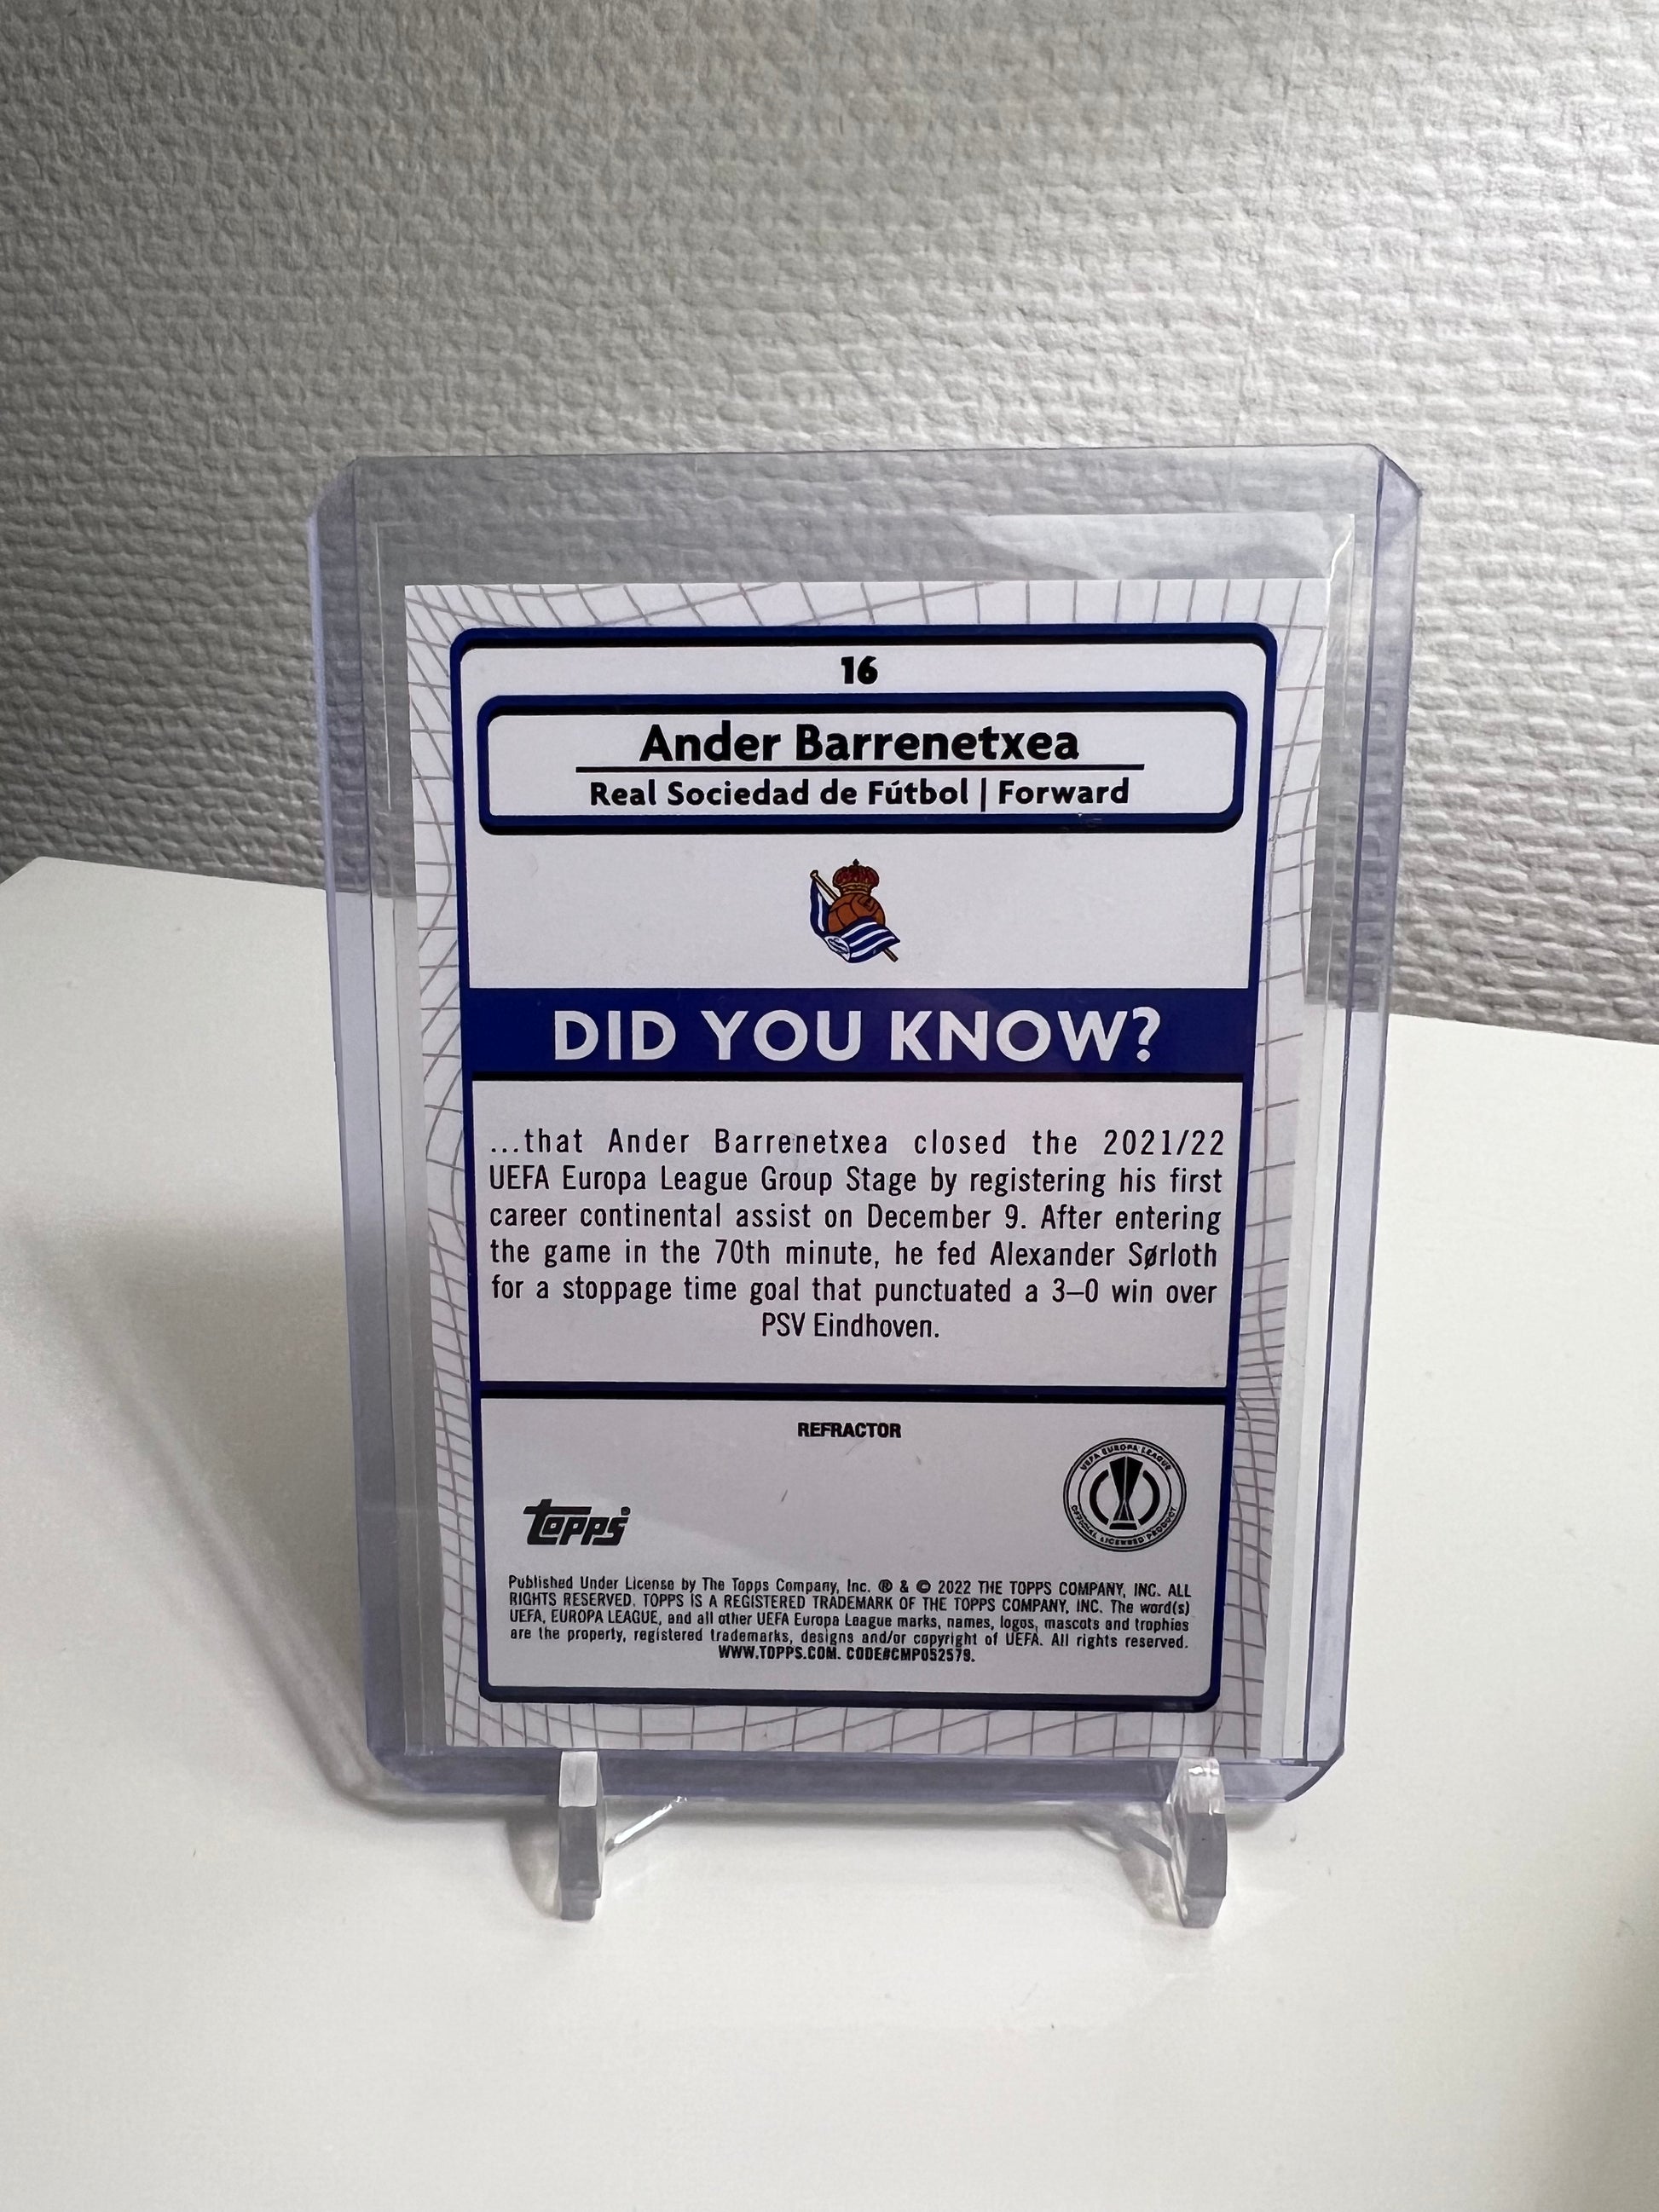 16
Ander Barrenetxea
Real Sociedad de Fútbol | Forward
DID YOU KNOW?
...that Ander Barrenetxea closed the 2021/22
UEFA Europa League Group Stage by registering his first
career continental assist on December 9. After entering
the game in the 70th minute, he fed Alexander Sørloth
for a stoppage time goal that punctuated a 3–0 win over
PSV Eindhoven.
REFRACTOR
UEFA EUROPA LEAGUE
OFFICIAL LICENSED PRODUCT
topps®
Published Under License by The Topps Company, Inc. ® & © 2022 THE TOPPS COMPANY, INC. ALL
RIGHTS RESERVED. TOPPS IS A REGISTERED TRADEMARK OF THE TOPPS COMPANY, INC. The word(s)
UEFA, EUROPA LEAGUE, and all other UEFA Europa League marks, names, logos, mascots and trophies
are the property, registered trademarks, designs and/or copyright of UEFA. All rights reserved.
WWW.TOPPS.COM. CODE#CMP052579.